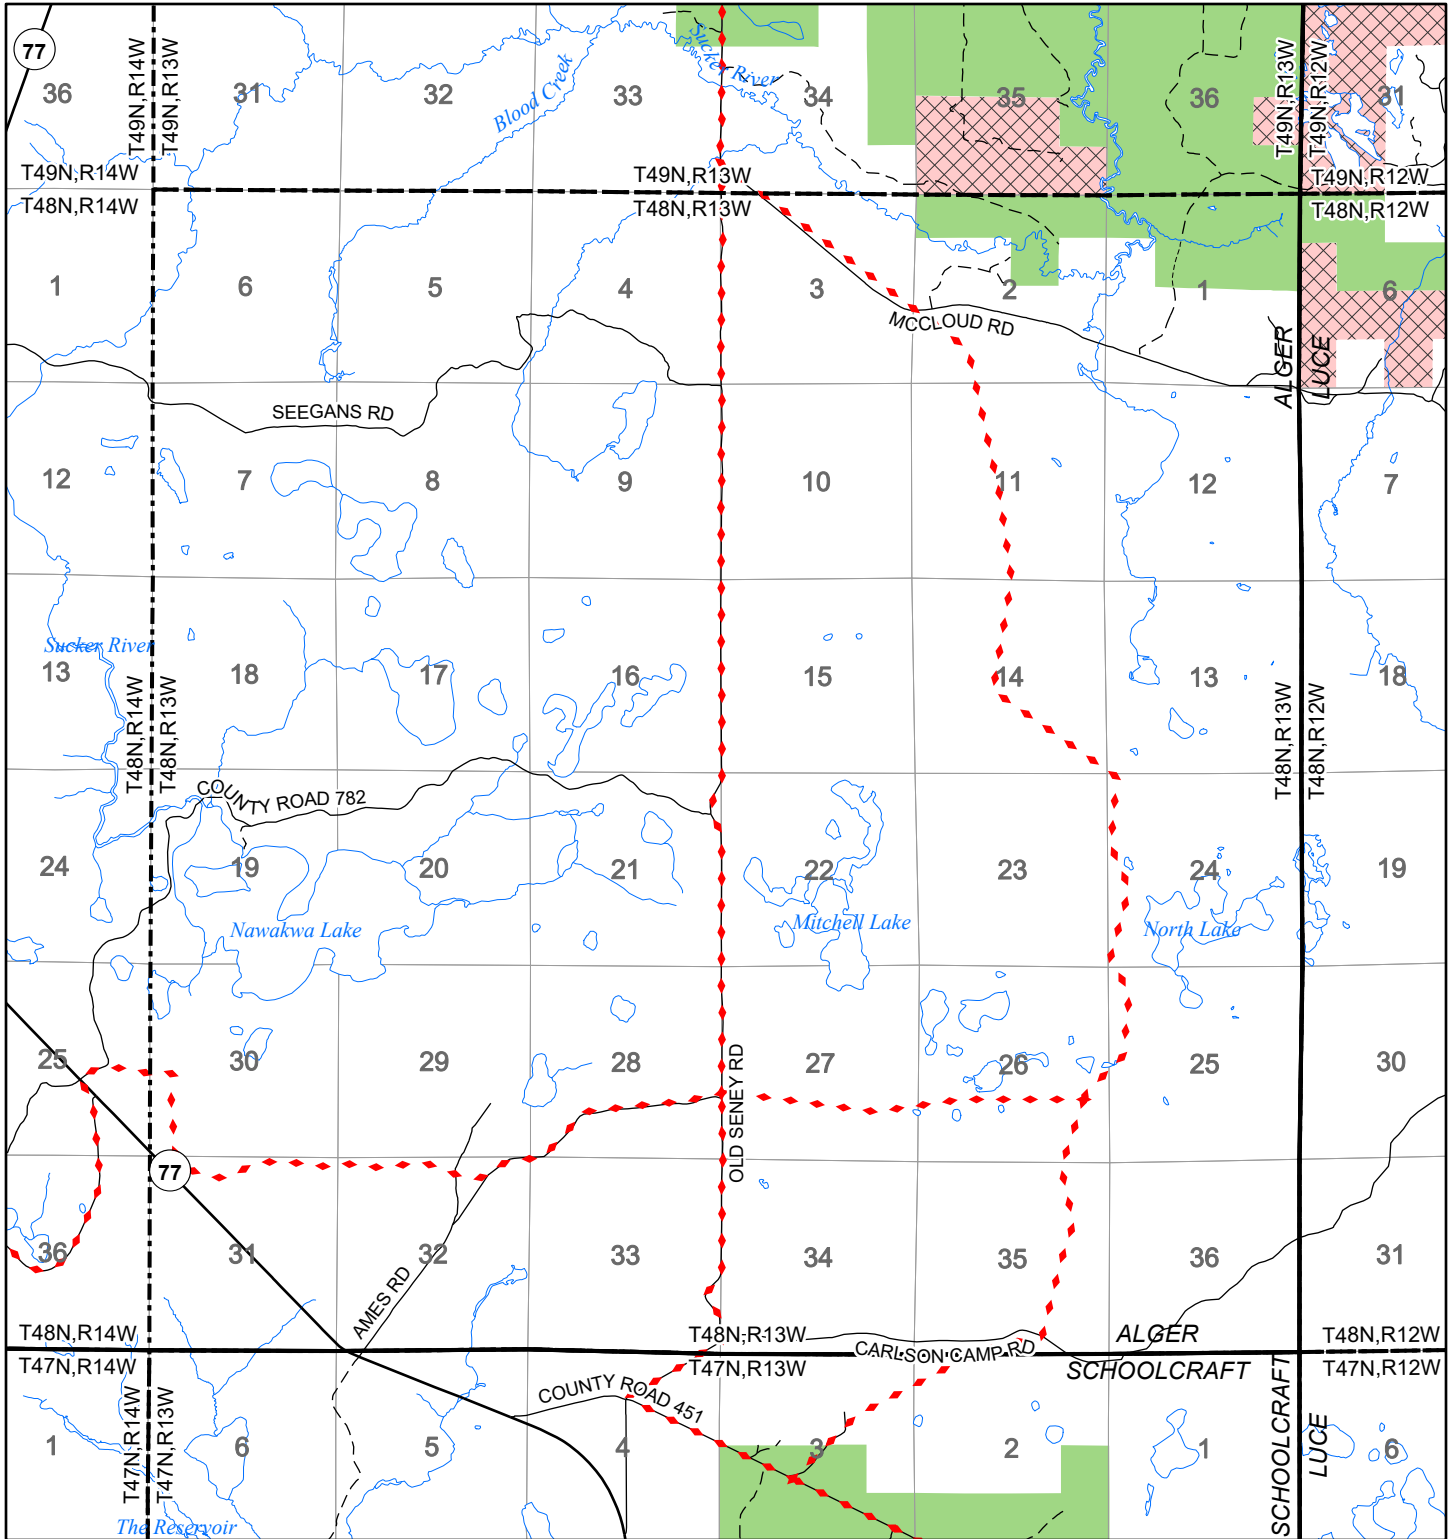 77
Sucker River
Blood Creek
36
31
32
33
34
35
36
31
T49N,R14W
T49N,R13W
T49N,R13W
T49N,R12W
T49N,R14W
T48N,R14W
T49N,R13W
T48N,R13W
T49N,R12W
T48N,R12W
1
6
5
4
3
2
1
6
MCCLOUD RD
ALGER
LUCE
SEEGANS RD
12
7
8
9
10
11
12
7
Sucker River
13
18
17
16
15
14
13
18
T48N,R14W
T48N,R13W
T48N,R13W
T48N,R12W
COUNTY ROAD 782
24
19
20
21
22
23
24
19
Nawakwa Lake
Mitchell Lake
North Lake
25
30
29
28
27
26
25
30
OLD SENEY RD
77
36
31
32
33
34
35
36
31
AMES RD
T48N,R14W
T47N,R14W
T48N,R13W
T47N,R13W
CARLSON CAMP RD
ALGER
SCHOOLCRAFT
T48N,R12W
T47N,R12W
COUNTY ROAD 451
T47N,R14W
T47N,R13W
SCHOOLCRAFT
LUCE
1
6
5
4
3
2
1
6
The Reservoir